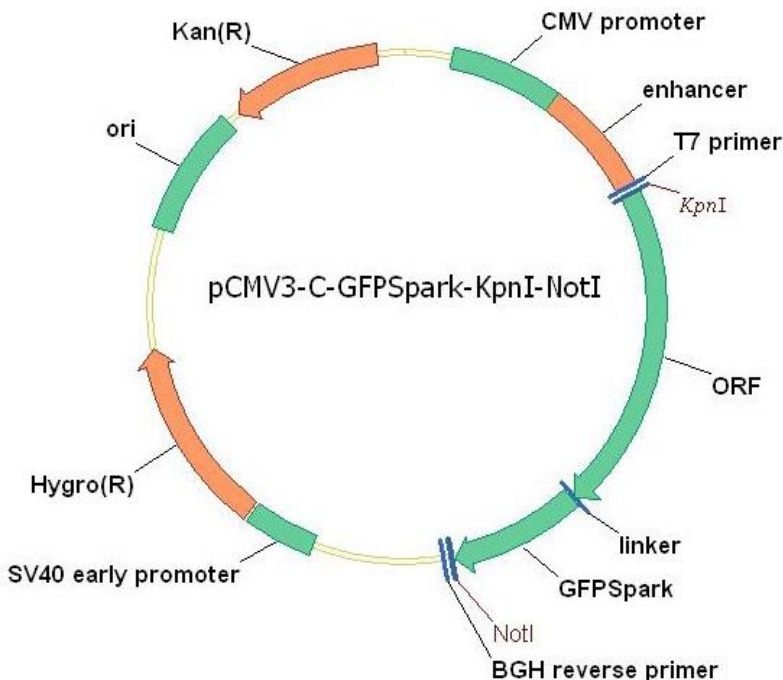 Kan(R)
CMV promoter
enhancer
ori
T7 primer
KpnI
pCMV3-C-GFPSpark-KpnI-NotI
ORF
Hygro(R)
linker
SV40 early promoter
GFPSpark
NotI
BGH reverse primer